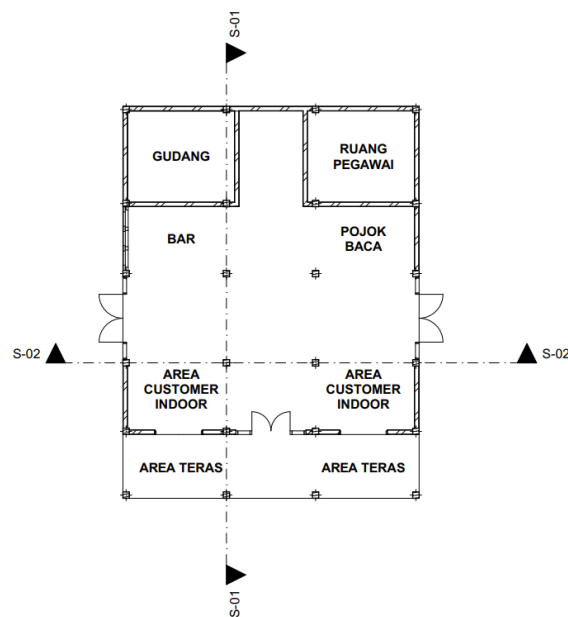 S-01
GUDANG
RUANG
PEGAWAI
BAR
POJOK
BACA
S-02
S-02
AREA
CUSTOMER
INDOOR
AREA
CUSTOMER
INDOOR
AREA TERAS
AREA TERAS
S-01